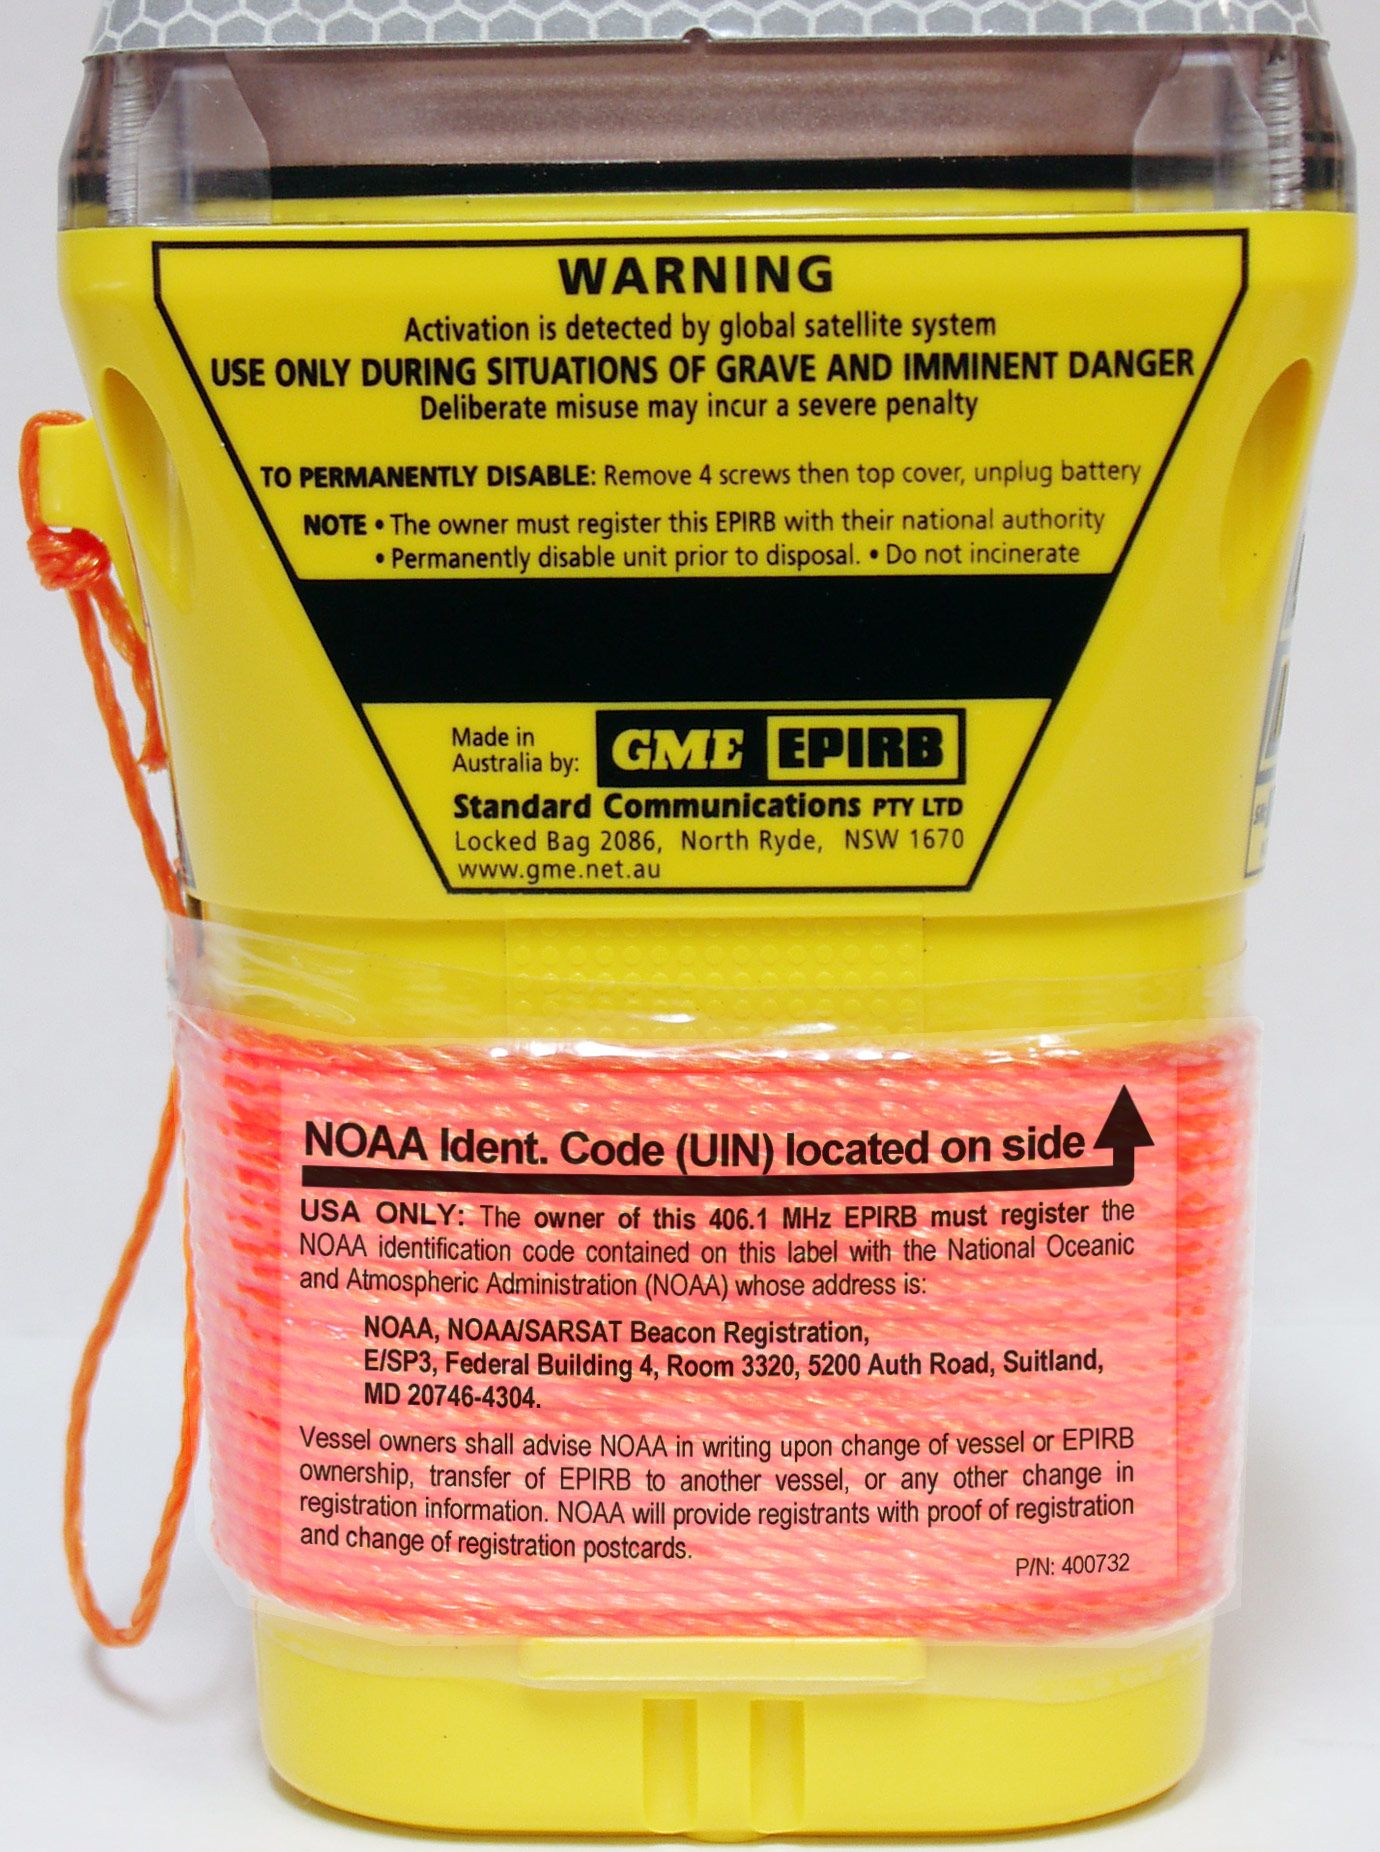 WARNING
Activation is detected by global satellite system
USE ONLY DURING SITUATIONS OF GRAVE AND IMMINENT DANGER
Deliberate misuse may incur a severe penalty
TO PERMANENTLY DISABLE: Remove 4 screws then top cover, unplug battery
NOTE • The owner must register this EPIRB with their national authority
• Permanently disable unit prior to disposal. • Do not incinerate
Made in
Australia by:
GME EPIRB
Standard Communications PTY LTD
Locked Bag 2086, North Ryde, NSW 1670
www.gme.net.au
NOAA Ident. Code (UIN) located on side
USA ONLY: The owner of this 406.1 MHz EPIRB must register the
NOAA identification code contained on this label with the National Oceanic
and Atmospheric Administration (NOAA) whose address is:
NOAA, NOAA/SARSAT Beacon Registration,
E/SP3, Federal Building 4, Room 3320, 5200 Auth Road, Suitland,
MD 20746-4304.
Vessel owners shall advise NOAA in writing upon change of vessel or EPIRB
ownership, transfer of EPIRB to another vessel, or any other change in
registration information. NOAA will provide registrants with proof of registration
and change of registration postcards.
P/N: 400732